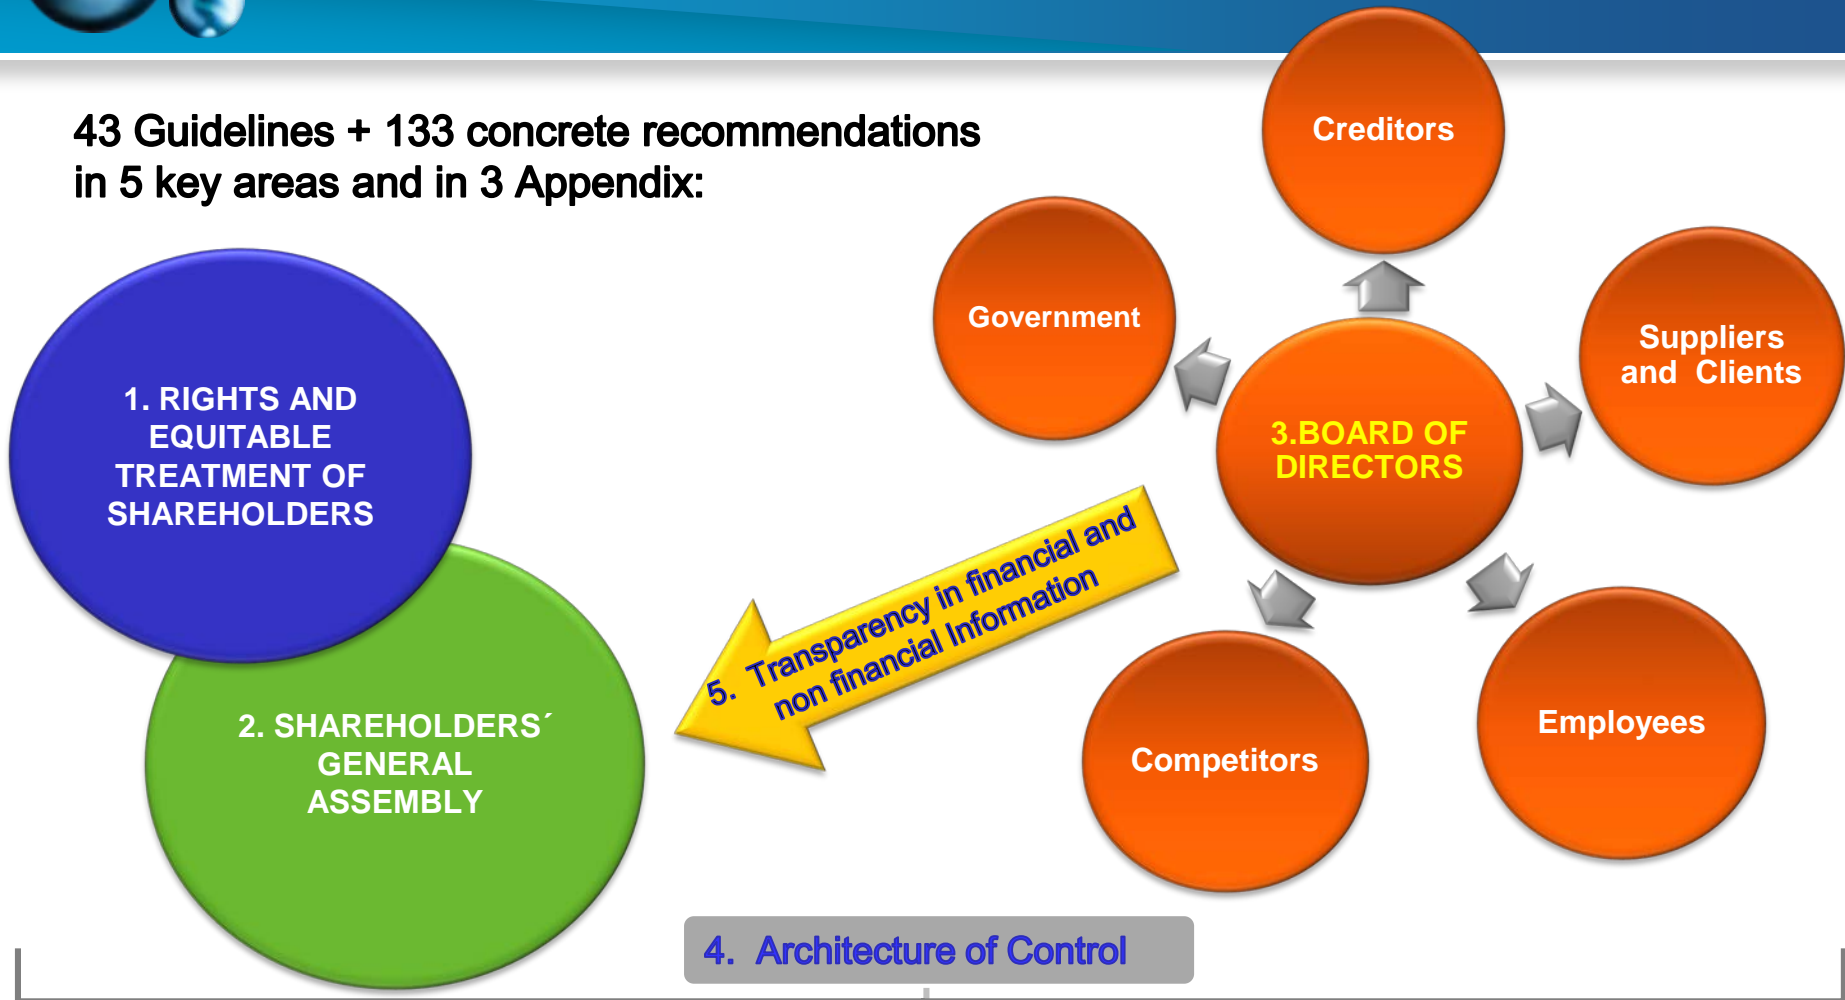 43 Guidelines + 133 concrete recommendations
in 5 key areas and in 3 Appendix:
1. RIGHTS AND
EQUITABLE
TREATMENT OF
SHAREHOLDERS
2. SHAREHOLDERS´
GENERAL
ASSEMBLY
5. Transparency in financial and
non financial Information
Creditors
Government
Suppliers
and Clients
3.BOARD OF
DIRECTORS
Competitors
Employees
4. Architecture of Control